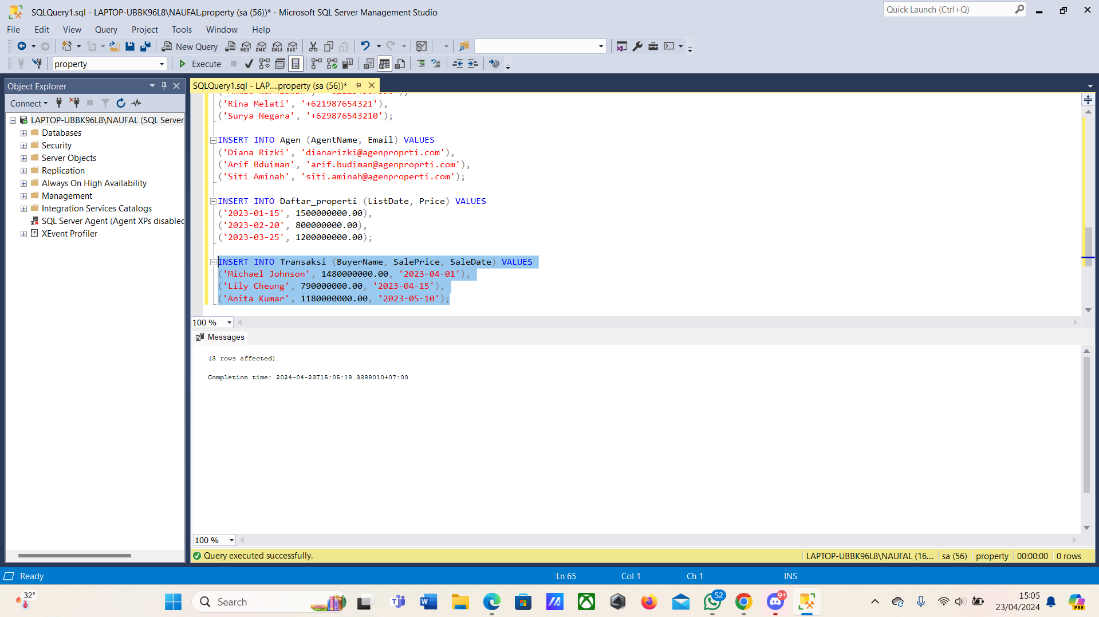 SQLQuery1.sql - LAPTOP-UBBK96L8\NAUFAL.property (sa (56))* - Microsoft SQL Server Management Studio
Quick Launch (Ctrl+Q)
File Edit View Query Project Tools Window Help
New Query
property
Execute
Object Explorer
SQLQuery1.sql - LAP....property (sa (56))*
Connect
LAPTOP-UBBK96L8\NAUFAL (SQL Server
Databases
Security
Server Objects
Replication
Always On High Availability
Management
Integration Services Catalogs
SQL Server Agent (Agent XPs disabled
XEvent Profiler
('Rina Melati', '+621987654321),
('Surya Negara', '+629876543210');
INSERT INTO Agen (AgentName, Email) VALUES
('Diana Rizki', 'dianarizki@agenproprti.com'),
('Arif Bduiman', 'arif.budiman@agenproprti.com'),
('Siti Aminah', 'siti.aminah@agenproperti.com');
INSERT INTO Daftar_properti (ListDate, Price) VALUES
('2023-01-15', 1500000000.00),
('2023-02-20', 800000000.00),
('2023-03-25', 1200000000.00);
INSERT INTO Transaksi (BuyerName, SalePrice, SaleDate) VALUES
('Michael Johnson', 1480000000.00, '2023-04-01'),
('Lily Cheung', 790000000.00, '2023-04-15'),
('Anita Kumar', 1180000000.00, '2023-05-10');
100 %
Messages
(3 rows affected)
Completion time: 2024-04-23T15:05:18.3399010+07:00
100 %
Query executed successfully.
LAPTOP-UBBK96L8\NAUFAL (16... sa (56) property 00:00:00 0 rows
Ready
Ln 65 Col 1 Ch 1 INS
32°
Search
52
9+
15:05
23/04/2024